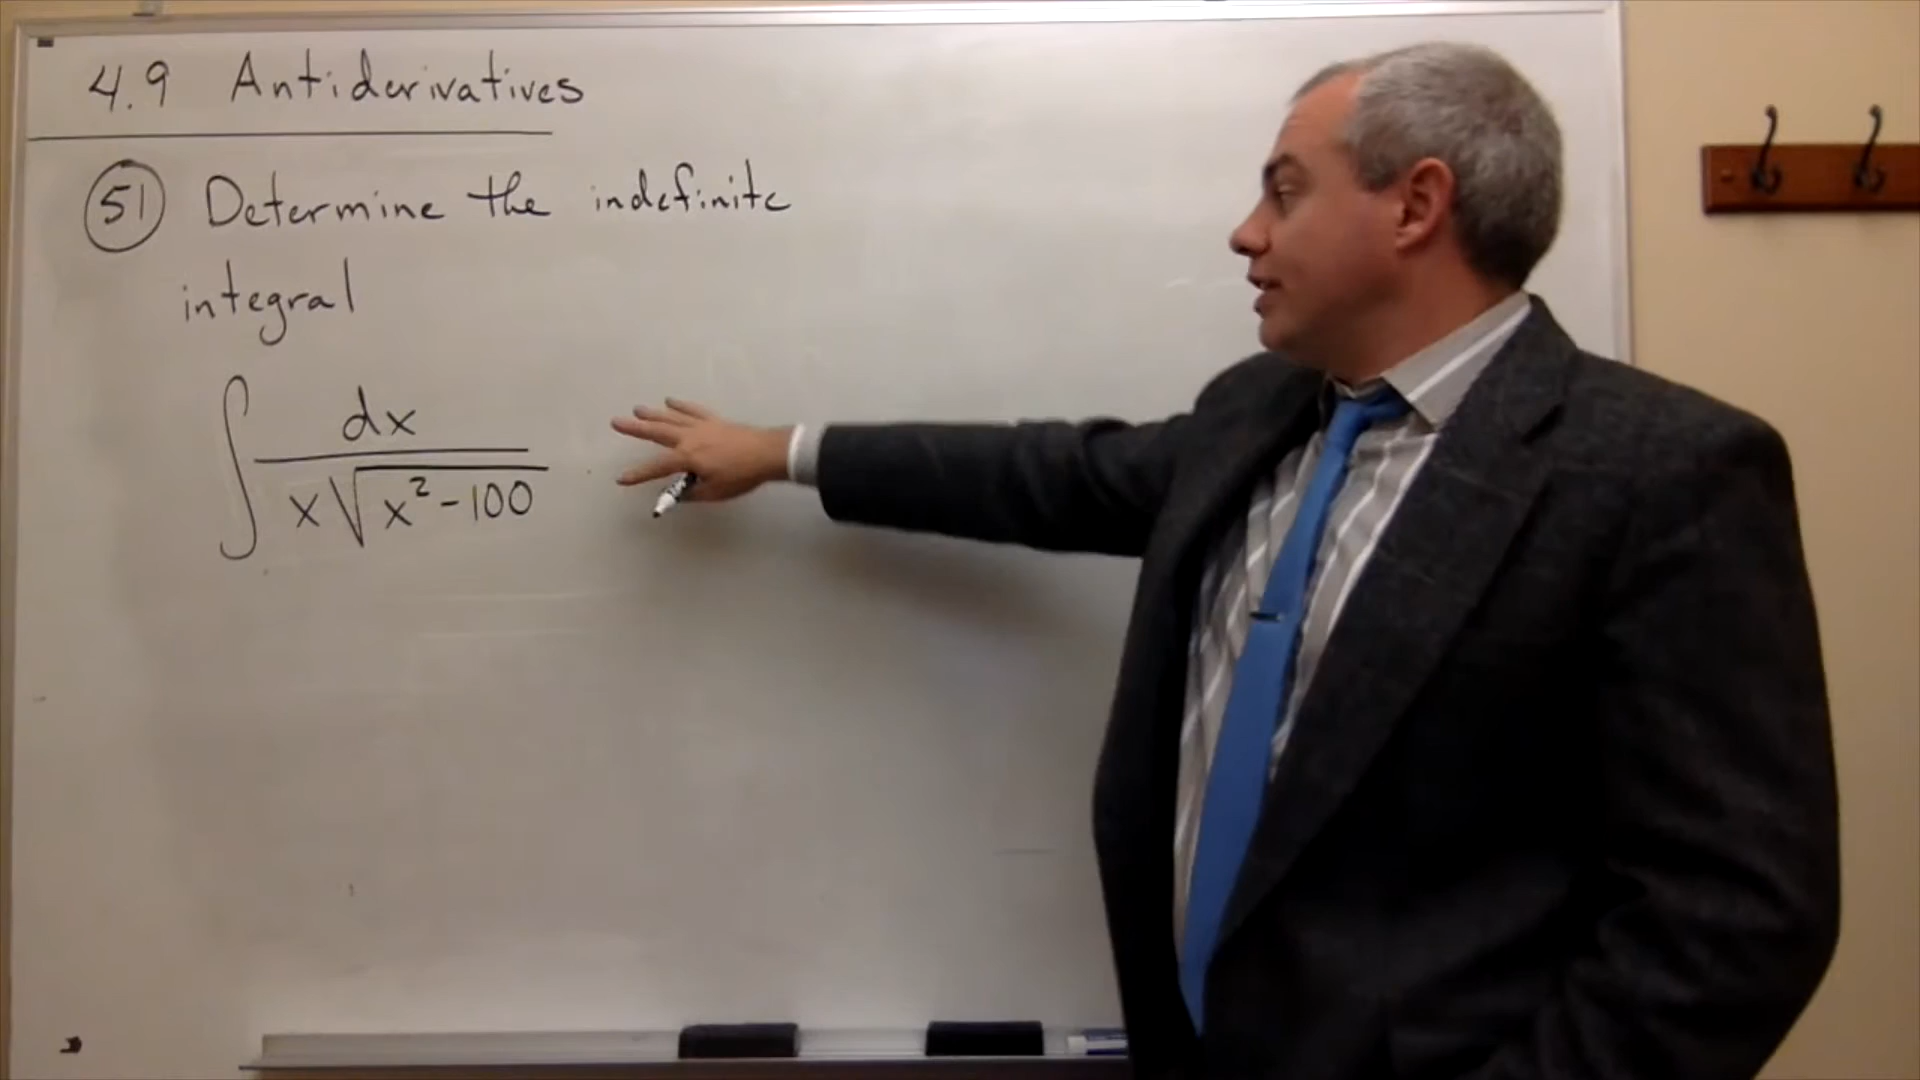 4.9 Antiderivatives
51 Determine the indefinite
integral
∫ dx / x√x²-100